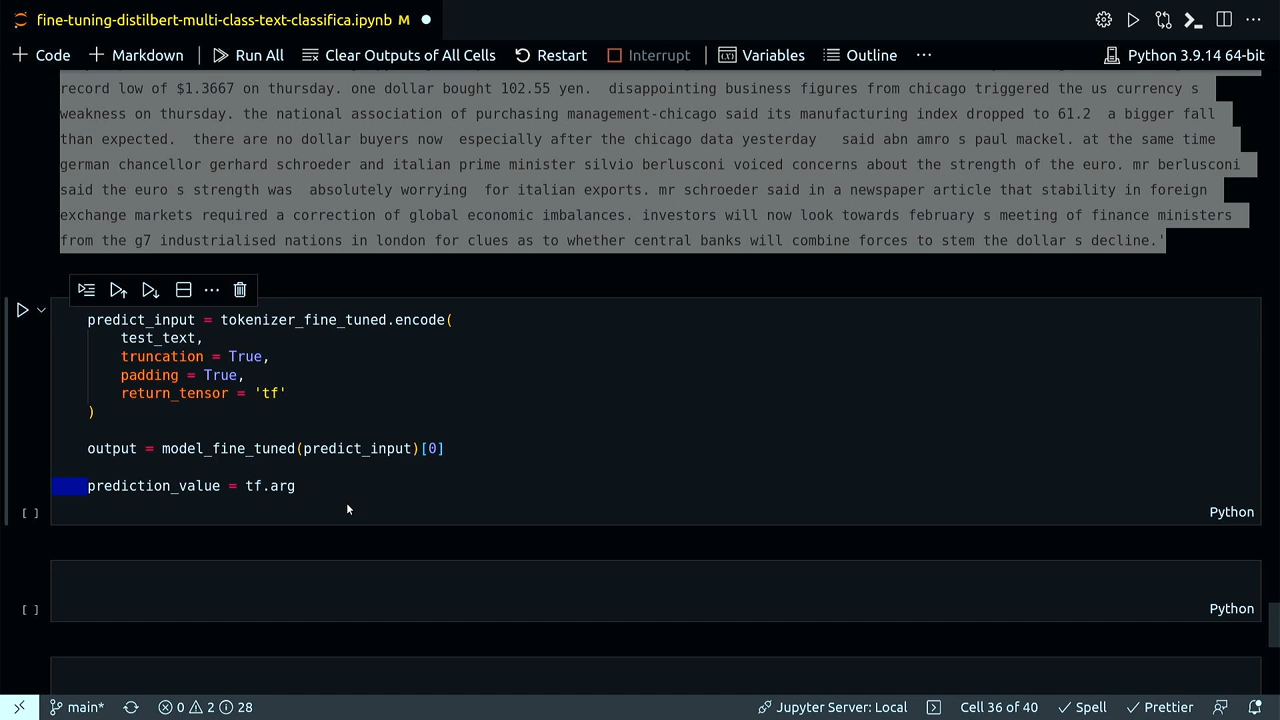 fine-tuning-distilbert-multi-class-text-classifica.ipynb M
Code Markdown Run All Clear Outputs of All Cells Restart Interrupt Variables Outline ... Python 3.9.14 64-bit
record low of $1.3667 on thursday. one dollar bought 102.55 yen. disappointing business figures from chicago triggered the us currency s
weakness on thursday. the national association of purchasing management-chicago said its manufacturing index dropped to 61.2 a bigger fall
than expected. there are no dollar buyers now especially after the chicago data yesterday said abn amro s paul mackel. at the same time
german chancellor gerhard schroeder and italian prime minister silvio berlusconi voiced concerns about the strength of the euro. mr berlusconi
said the euro s strength was absolutely worrying for italian exports. mr schroeder said in a newspaper article that stability in foreign
exchange markets required a correction of global economic imbalances. investors will now look towards february s meeting of finance ministers
from the g7 industrialised nations in london for clues as to whether central banks will combine forces to stem the dollar s decline.'
predict_input = tokenizer_fine_tuned.encode(
test_text,
truncation = True,
padding = True,
return_tensor = 'tf'
)
output = model_fine_tuned(predict_input)[0]
prediction_value = tf.arg
[ ] Python
[ ] Python
main* 0 2 28 Jupyter Server: Local Cell 36 of 40 Spell Prettier